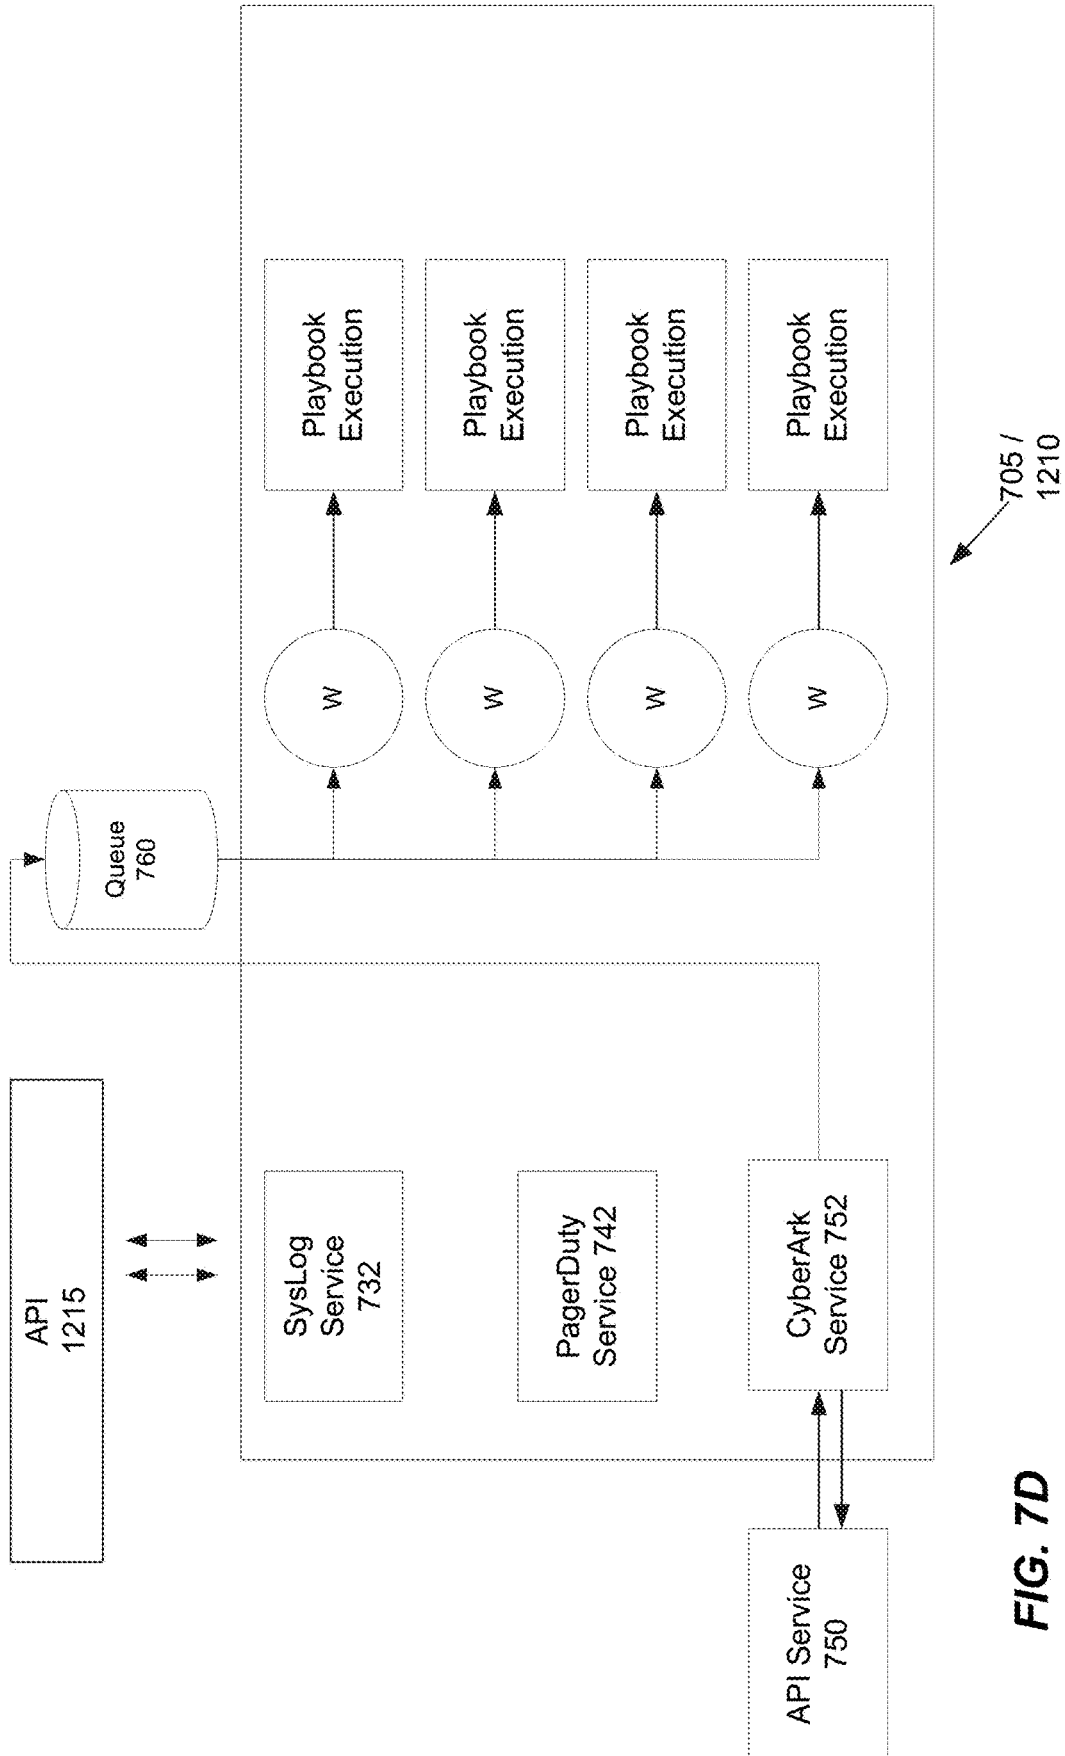 API
1215
Queue
760
SysLog
Service
732
W
Playbook
Execution
PagerDuty
Service 742
W
Playbook
Execution
W
Playbook
Execution
API Service
750
CyberArk
Service 752
W
Playbook
Execution
705 /
1210
FIG. 7D